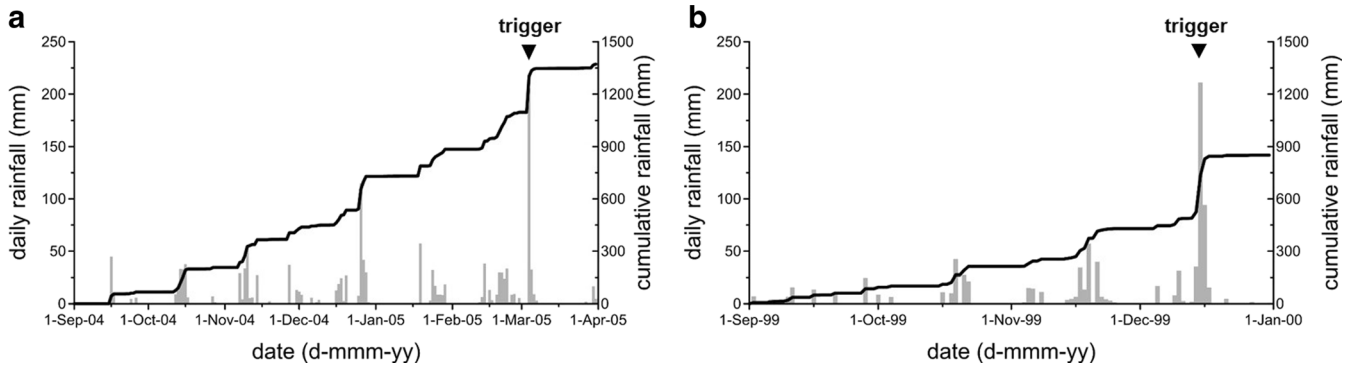 a
trigger
250
200
150
100
50
0
daily rainfall (mm)
1500
1200
900
600
300
0
cumulative rainfall (mm)
1-Sep-04 1-Oct-04 1-Nov-04 1-Dec-04 1-Jan-05 1-Feb-05 1-Mar-05 1-Apr-05
date (d-mmm-yy)
b
trigger
250
200
150
100
50
0
daily rainfall (mm)
1500
1200
900
600
300
0
cumulative rainfall (mm)
1-Sep-99 1-Oct-99 1-Nov-99 1-Dec-99 1-Jan-00
date (d-mmm-yy)